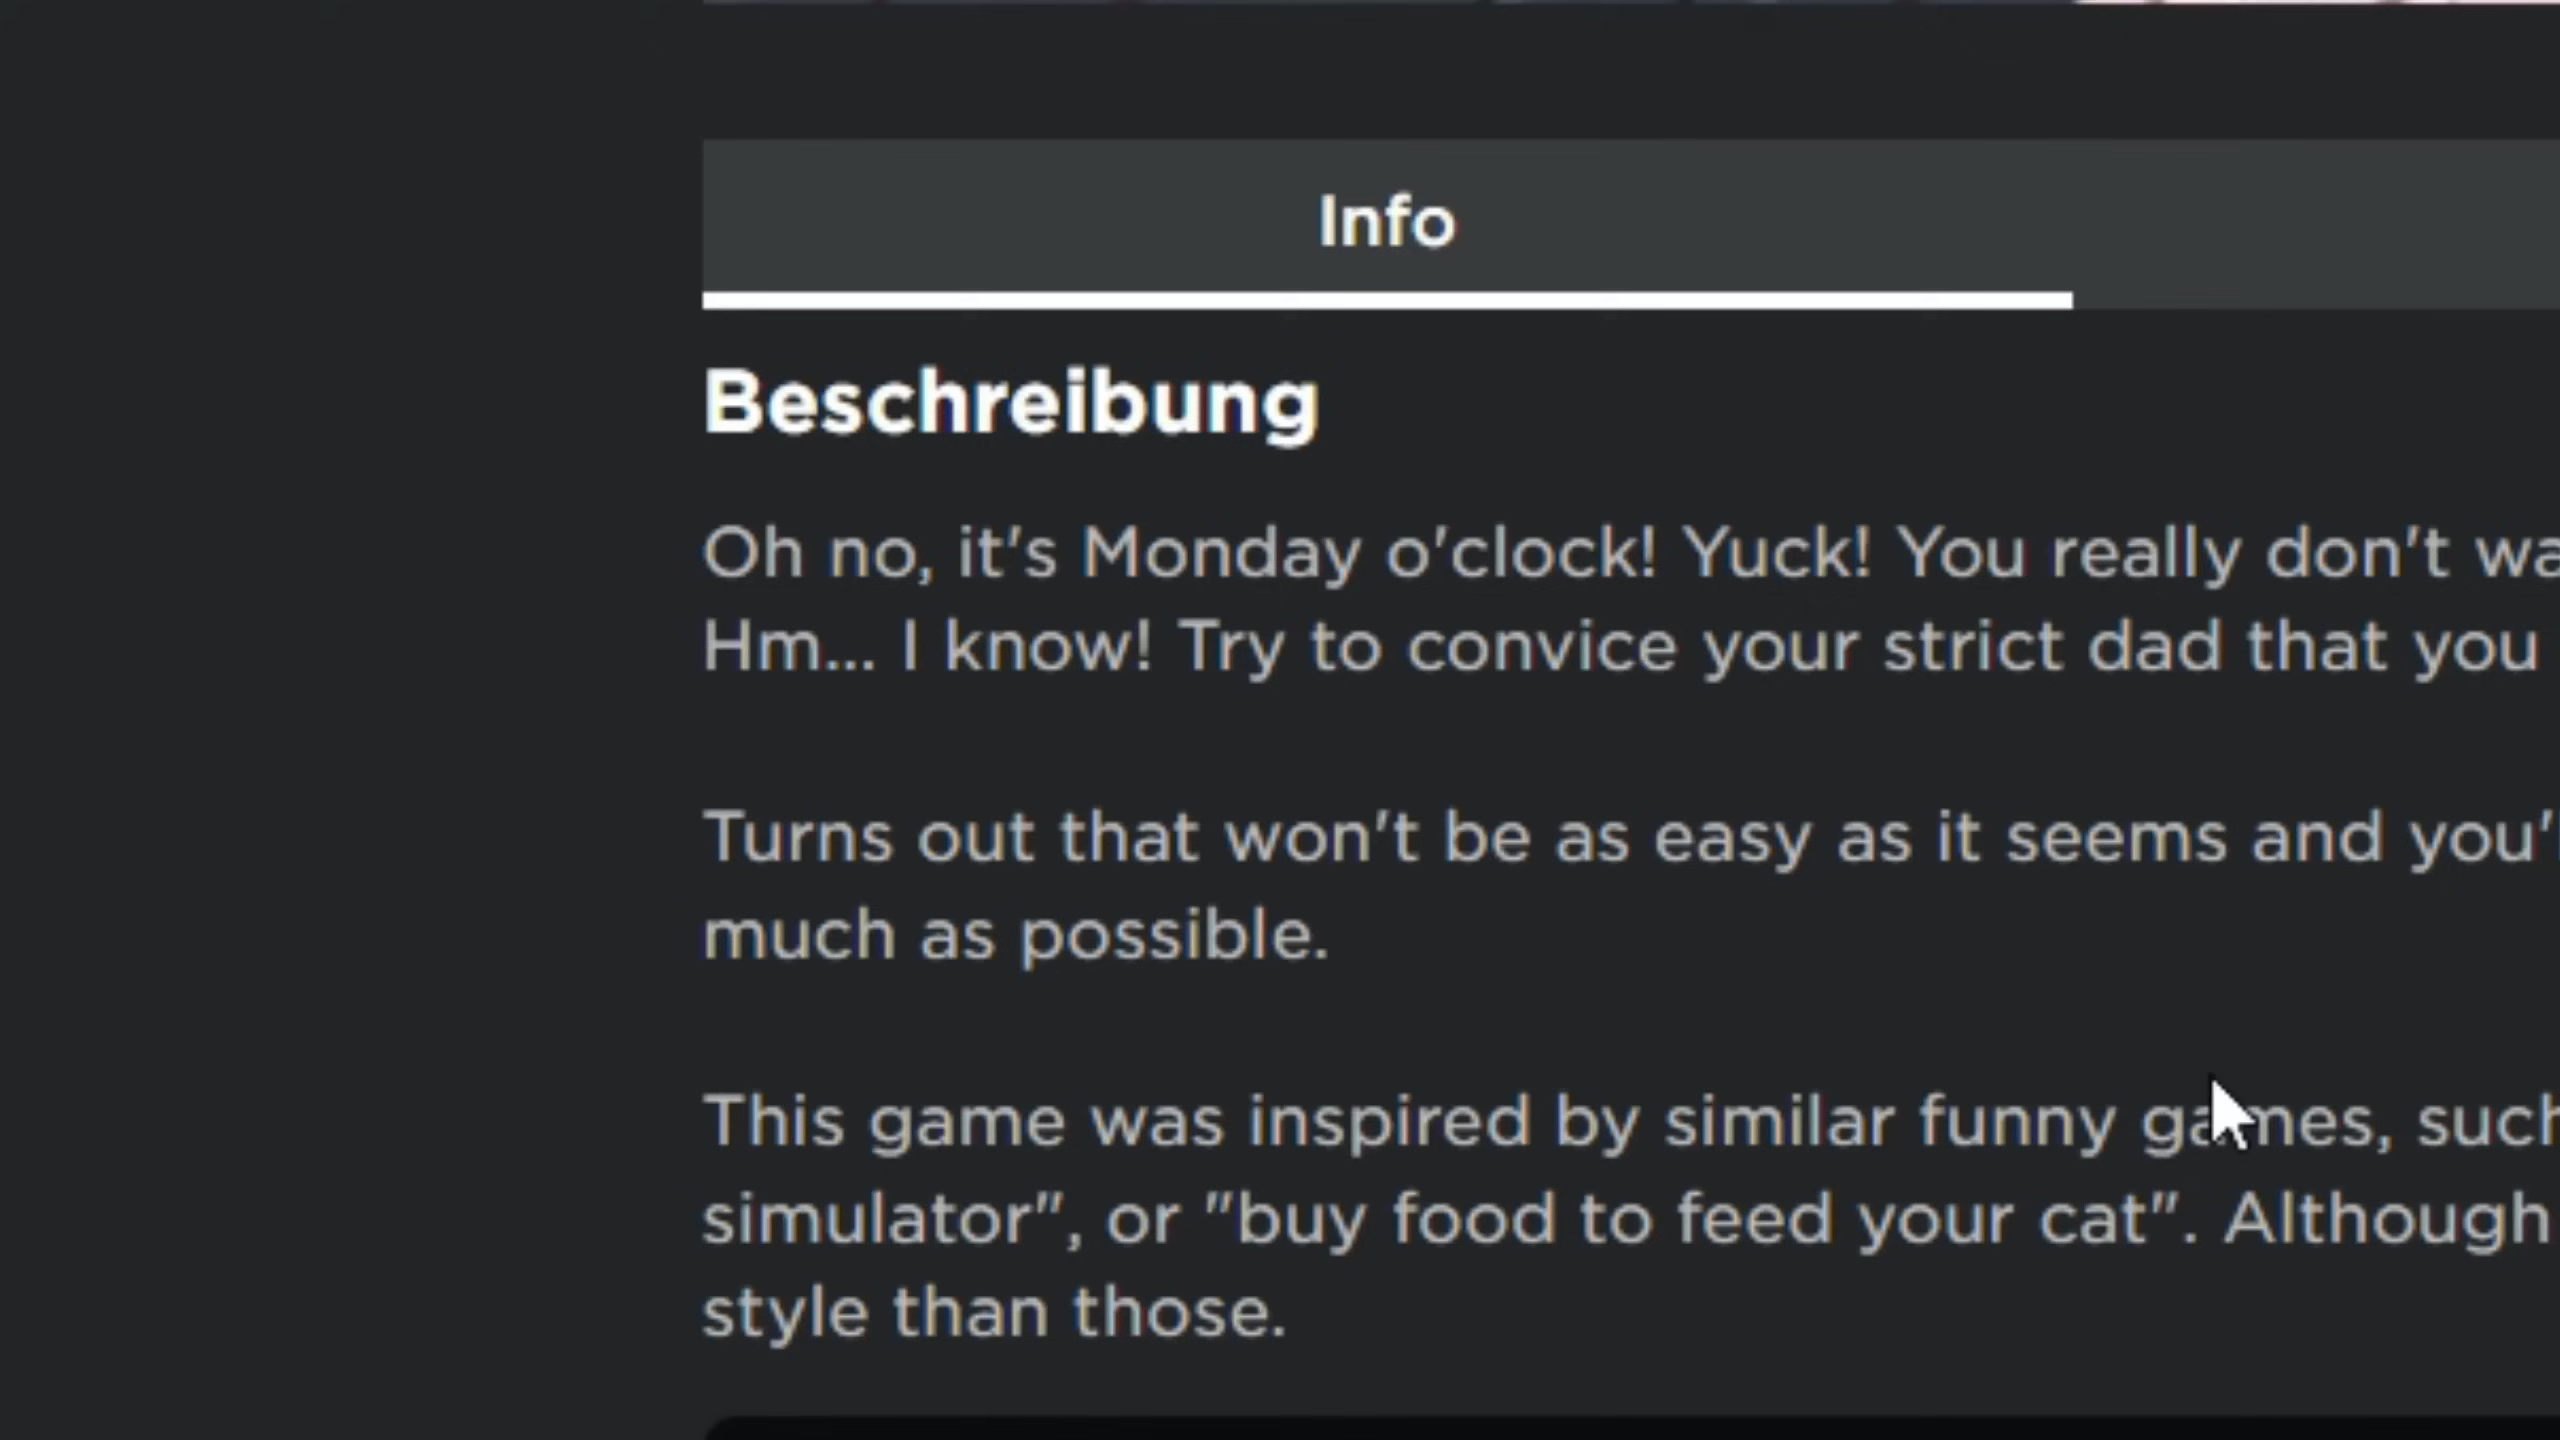 Info
Beschreibung
Oh no, it's Monday o'clock! Yuck! You really don't
Hm... I know! Try to convice your strict dad that you
Turns out that won't be as easy as it seems and
much as possible.
This game was inspired by similar funny games, such
simulator", or "buy food to feed your cat". Although
style than those.